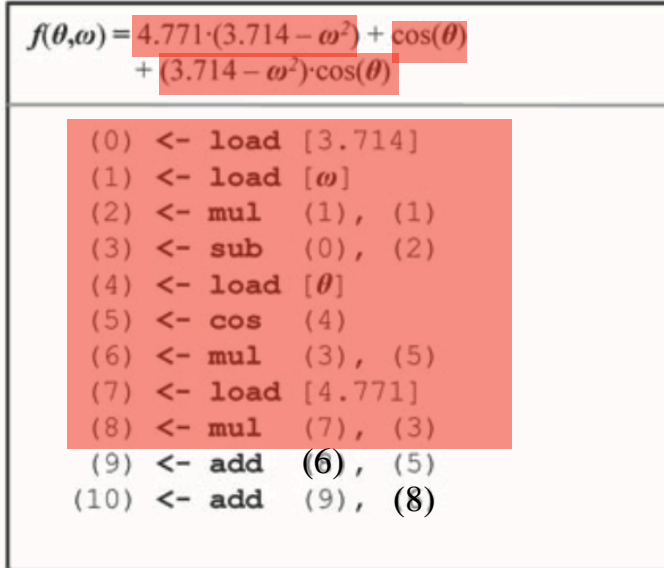 f(θ,ω) = 4.771·(3.714 – ω²) + cos(θ)
+ (3.714 – ω²)·cos(θ)
(0) <- load [3.714]
(1) <- load [ω]
(2) <- mul (1), (1)
(3) <- sub (0), (2)
(4) <- load [θ]
(5) <- cos (4)
(6) <- mul (3), (5)
(7) <- load [4.771]
(8) <- mul (7), (3)
(9) <- add (6), (5)
(10) <- add (9), (8)